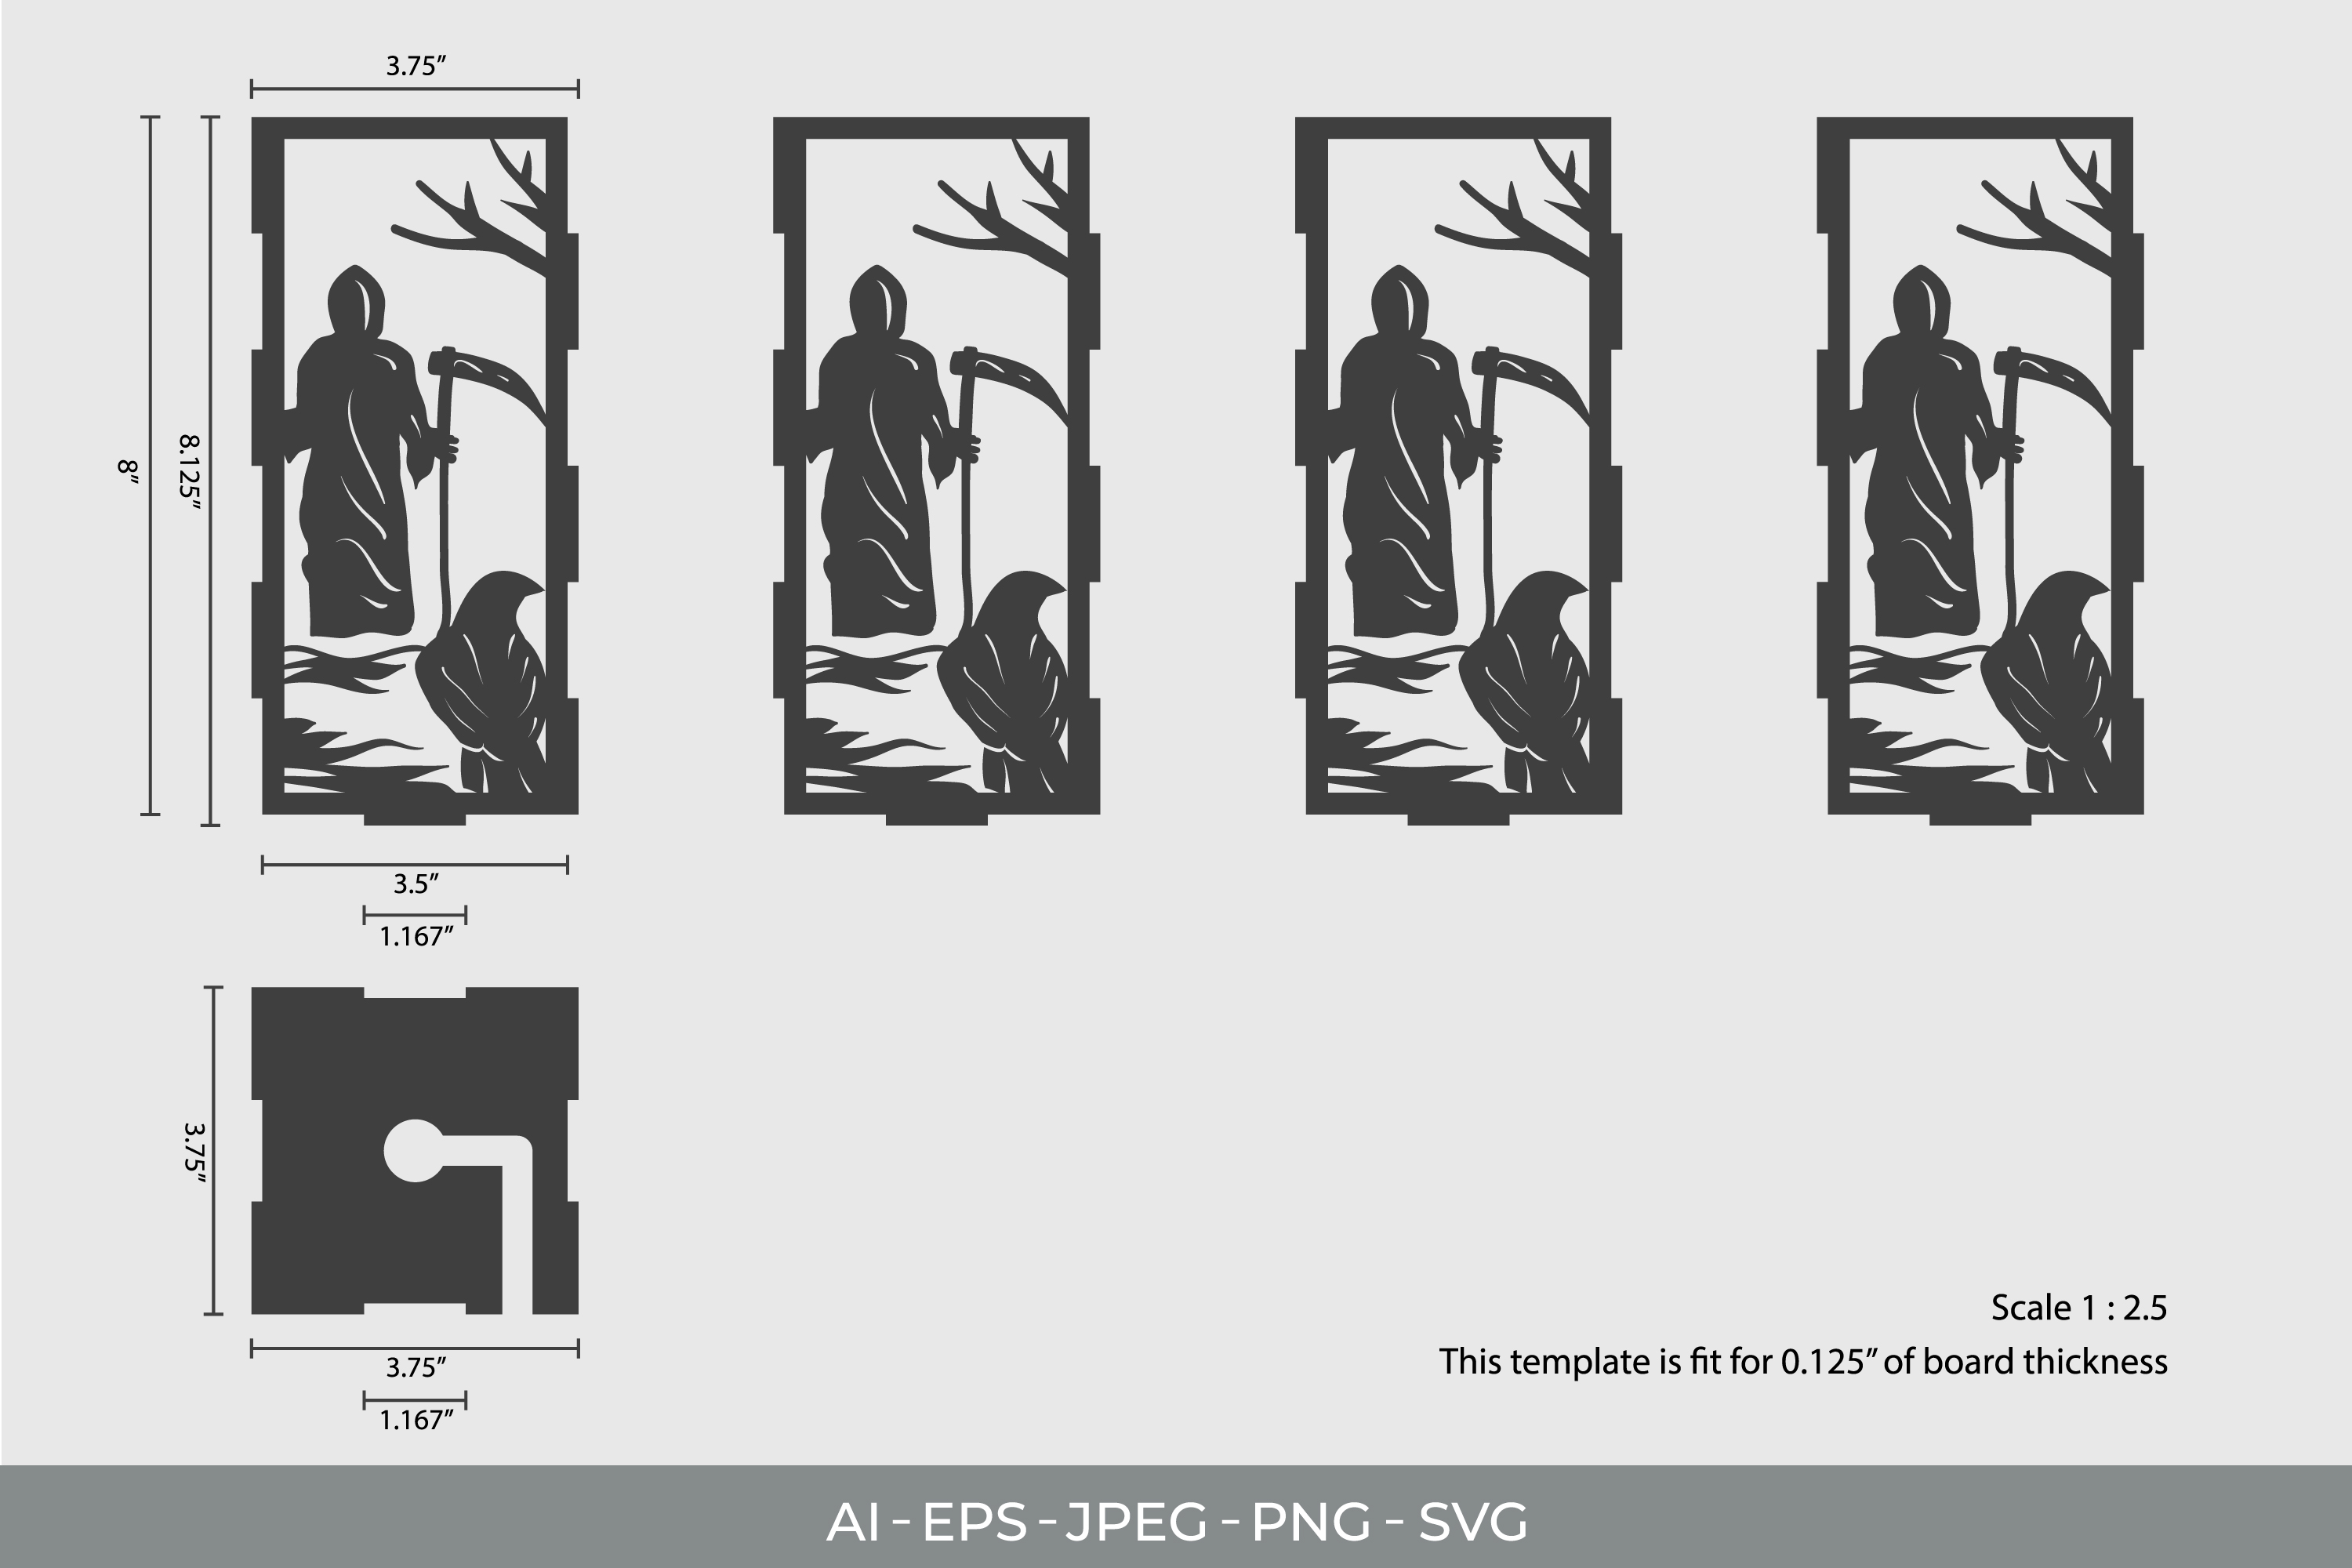 3.75”
8”
8.125”
3.5”
1.167”
3.75”
3.75”
1.167”
Scale 1 : 2.5
This template is fit for 0.125” of board thickness
AI - EPS - JPEG - PNG - SVG